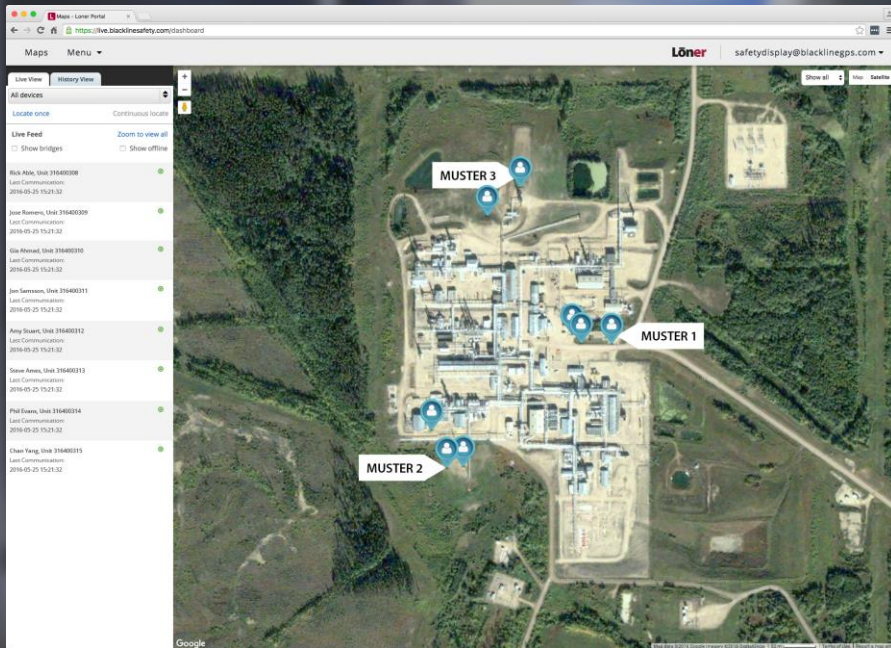 Maps - Loner Portal
https://live.blacklinesafety.com/dashboard
Maps Menu
Löner safetydisplay@blacklinegps.com
Live View History View
All devices
Locate once Continuous locate
Live Feed Zoom to view all
Show bridges Show offline
Rick Able, Unit 316400308
Last Communication:
2016-05-25 15:21:32
Jose Romero, Unit 316400309
Last Communication:
2016-05-25 15:21:32
Gia Ahmad, Unit 316400310
Last Communication:
2016-05-25 15:21:32
Jon Samsson, Unit 316400311
Last Communication:
2016-05-25 15:21:32
Amy Stuart, Unit 316400312
Last Communication:
2016-05-25 15:21:32
Steve Ames, Unit 316400313
Last Communication:
2016-05-25 15:21:32
Phil Evans, Unit 316400314
Last Communication:
2016-05-25 15:21:32
Chan Yang, Unit 316400315
Last Communication:
2016-05-25 15:21:32
+
-
Show all Map Satellite
MUSTER 3
MUSTER 1
MUSTER 2
Google
Terms of Use